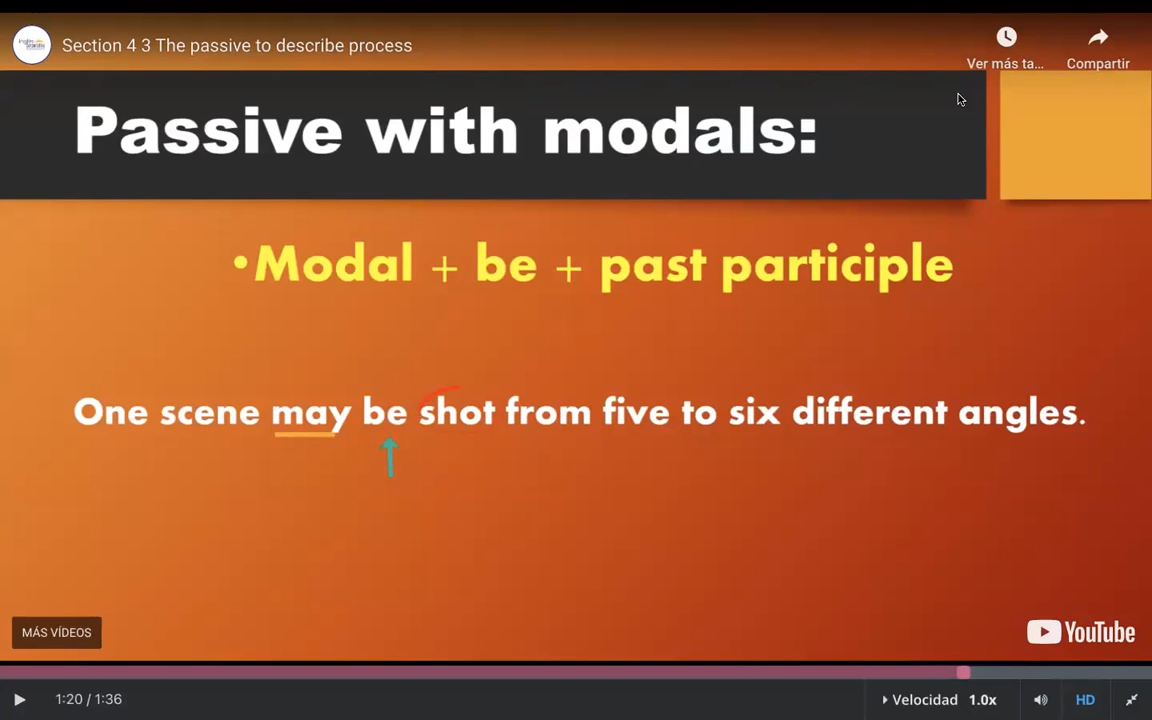 Section 4 3 The passive to describe process
Ver más ta...
Compartir
Passive with modals:
•Modal + be + past participle
One scene may be shot from five to six different angles.
MÁS VÍDEOS
YouTube
1:20 / 1:36
Velocidad 1.0x
HD